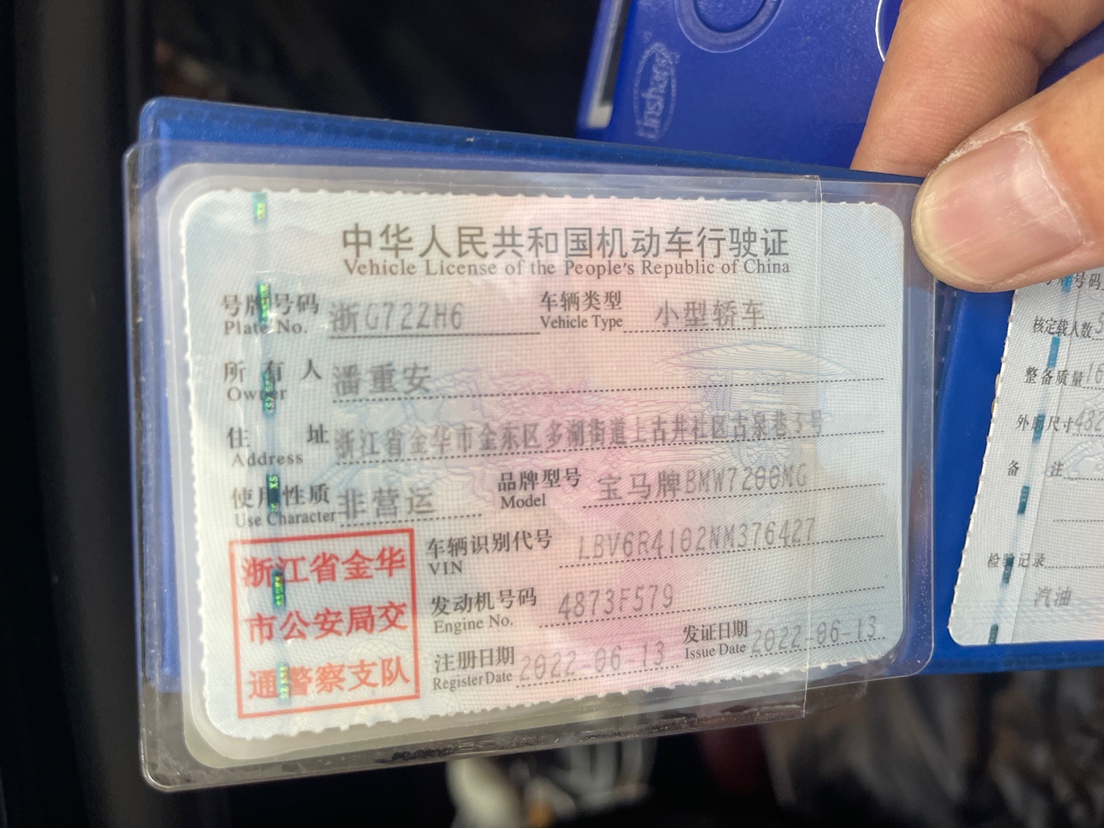 Jinsheng
中华人民共和国机动车行驶证
Vehicle License of the People's Republic of China
号牌号码 浙G72ZH6 车辆类型 小型轿车
Plate No. Vehicle Type
所有人 潘重安
Owner
住址 浙江省金华市金东区多湖街道上古井社区古泉巷3号
Address
使用性质 非营运 品牌型号 宝马牌BMW7200MG
Use Character Model
浙江省金华
市公安局交
通警察支队
车辆识别代号 LBV6R4102NM376427
VIN
发动机号码 4873F579
Engine No.
注册日期 2022-06-13 发证日期 2022-06-13
Register Date Issue Date
号牌号码
核定载人数
整备质量
外廓尺寸
备注
检验记录
汽油